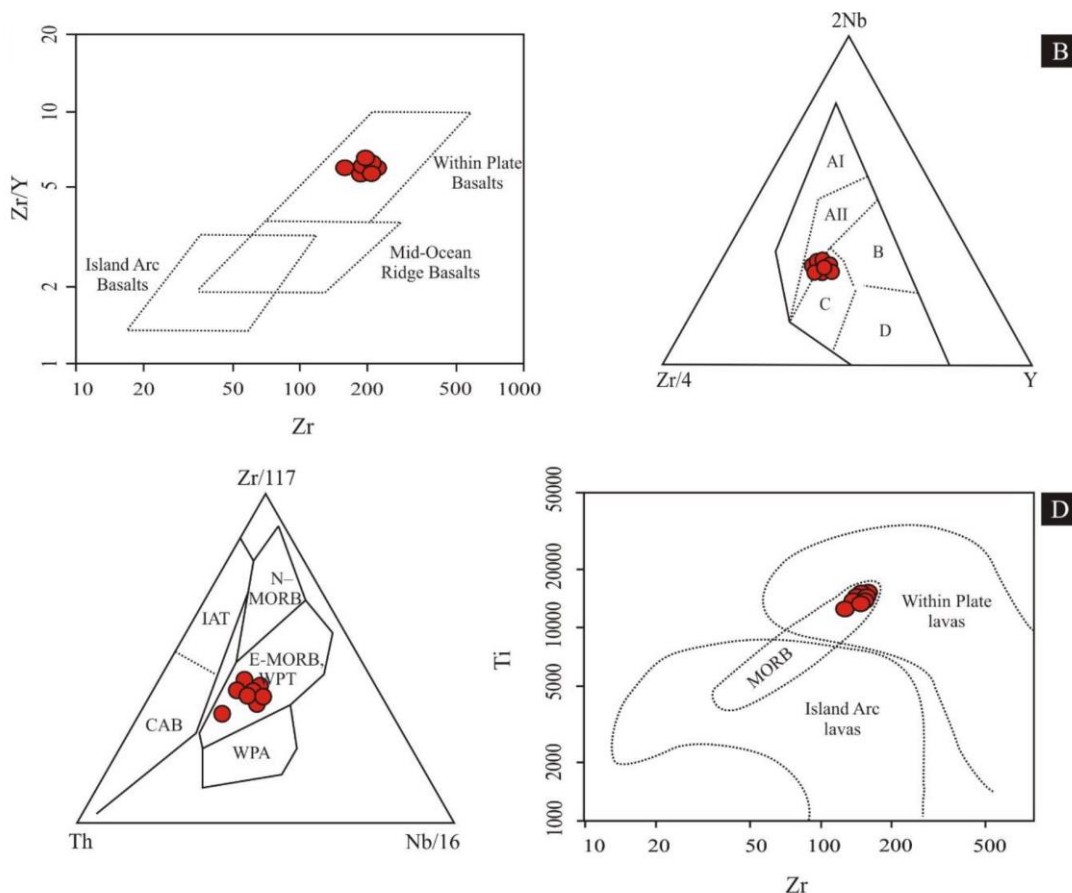 20
10
5
2
1
Zr/Y
Within Plate
Basalts
Island Arc
Basalts
Mid-Ocean
Ridge Basalts
10
20
50
100
200
500
1000
Zr
B
2Nb
AI
AII
B
C
D
Zr/4
Y
Zr/117
N–
MORB
IAT
E-MORB,
WPT
CAB
WPA
Th
Nb/16
D
50000
20000
10000
5000
2000
1000
Ti
Within Plate
lavas
MORB
Island Arc
lavas
10
20
50
100
200
500
Zr